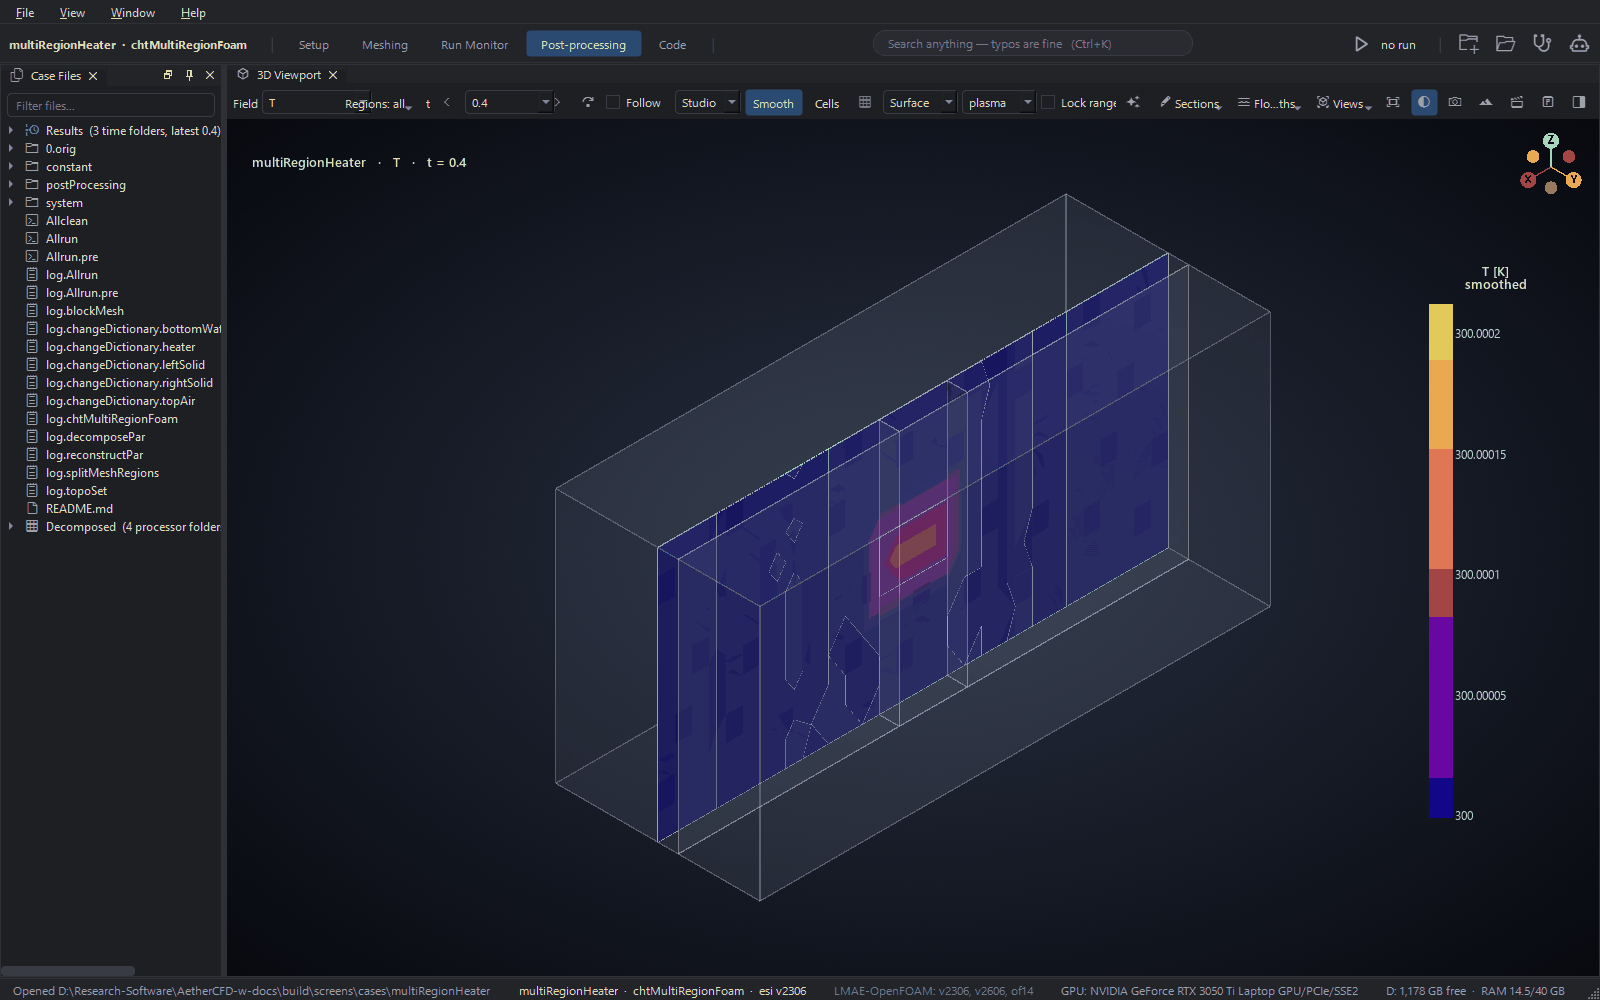 File View Window Help
multiRegionHeater · chtMultiRegionFoam Setup Meshing Run Monitor Post-processing Code Search anything — typos are fine (Ctrl+K) no run
Case Files 3D Viewport
Filter files... Field T Regions: all t 0.4 Follow Studio Smooth Cells Surface plasma Lock range Sections Flo...ths Views
Results (3 time folders, latest 0.4)
0.orig
constant
postProcessing
system
Allclean
Allrun
Allrun.pre
log.Allrun
log.Allrun.pre
log.blockMesh
log.changeDictionary.bottomWat
log.changeDictionary.heater
log.changeDictionary.leftSolid
log.changeDictionary.rightSolid
log.changeDictionary.topAir
log.chtMultiRegionFoam
log.decomposePar
log.reconstructPar
log.splitMeshRegions
log.topoSet
README.md
Decomposed (4 processor folder
multiRegionHeater · T · t = 0.4
Z
X Y
T [K]
smoothed
300.0002
300.00015
300.0001
300.00005
300
Opened D:\Research-Software\AetherCFD-w-docs\build\screens\cases\multiRegionHeater multiRegionHeater · chtMultiRegionFoam · esi v2306 LMAE-OpenFOAM: v2306, v2606, of14 GPU: NVIDIA GeForce RTX 3050 Ti Laptop GPU/PCIe/SSE2 D: 1,178 GB free · RAM 14.5/40 GB